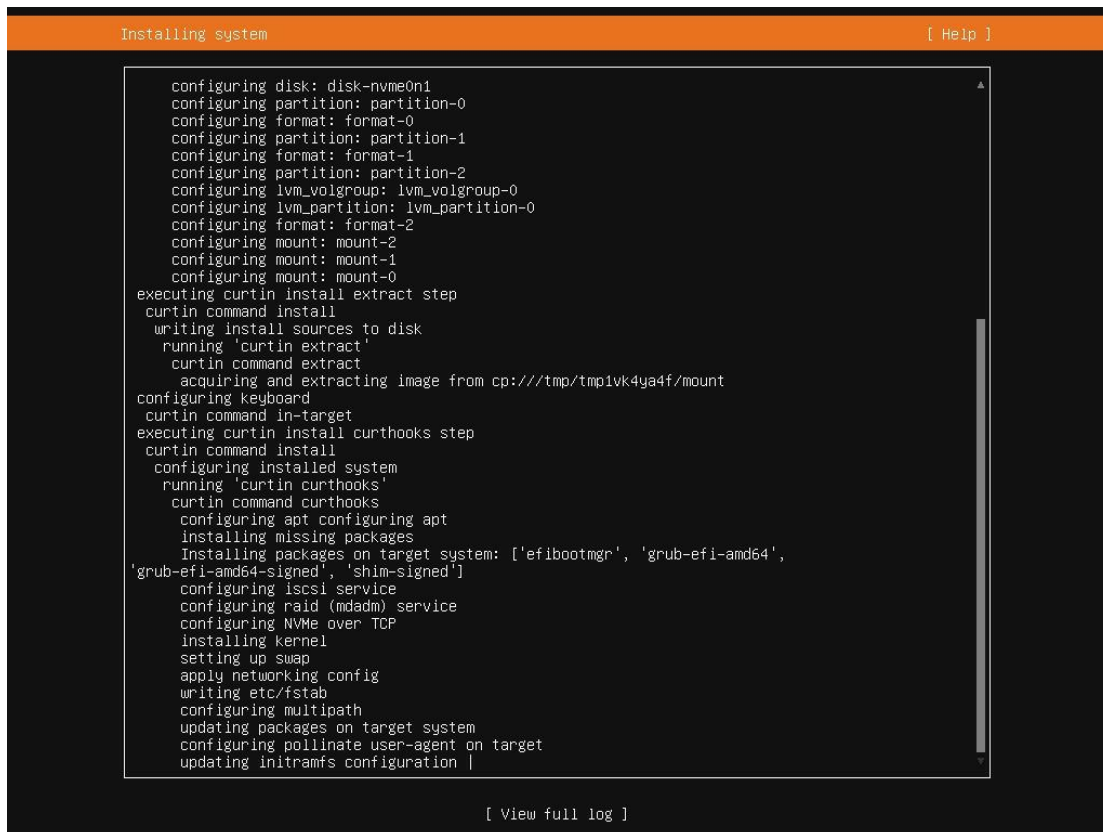 Installing system [ Help ]
configuring disk: disk-nvme0n1
configuring partition: partition-0
configuring format: format-0
configuring partition: partition-1
configuring format: format-1
configuring partition: partition-2
configuring lvm_volgroup: lvm_volgroup-0
configuring lvm_partition: lvm_partition-0
configuring format: format-2
configuring mount: mount-2
configuring mount: mount-1
configuring mount: mount-0
executing curtin install extract step
curtin command install
writing install sources to disk
running 'curtin extract'
curtin command extract
acquiring and extracting image from cp:///tmp/tmp1vk4ya4f/mount
configuring keyboard
curtin command in-target
executing curtin install curthooks step
curtin command install
configuring installed system
running 'curtin curthooks'
curtin command curthooks
configuring apt configuring apt
installing missing packages
Installing packages on target system: ['efibootmgr', 'grub-efi-amd64',
'grub-efi-amd64-signed', 'shim-signed']
configuring iscsi service
configuring raid (mdadm) service
configuring NVMe over TCP
installing kernel
setting up swap
apply networking config
writing etc/fstab
configuring multipath
updating packages on target system
configuring pollinate user-agent on target
updating initramfs configuration |
[ View full log ]